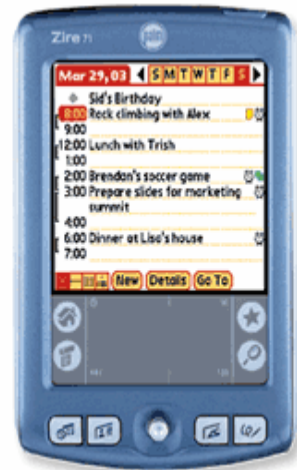 Zire 71
palm
Mar 29, 03 S M T W T F S
Sid's Birthday
8:00 Rock climbing with Alex
9:00
12:00 Lunch with Trish
1:00
2:00 Brendan's soccer game
3:00 Prepare slides for marketing
summit
4:00
6:00 Dinner at Lisa's house
7:00
New Details Go To